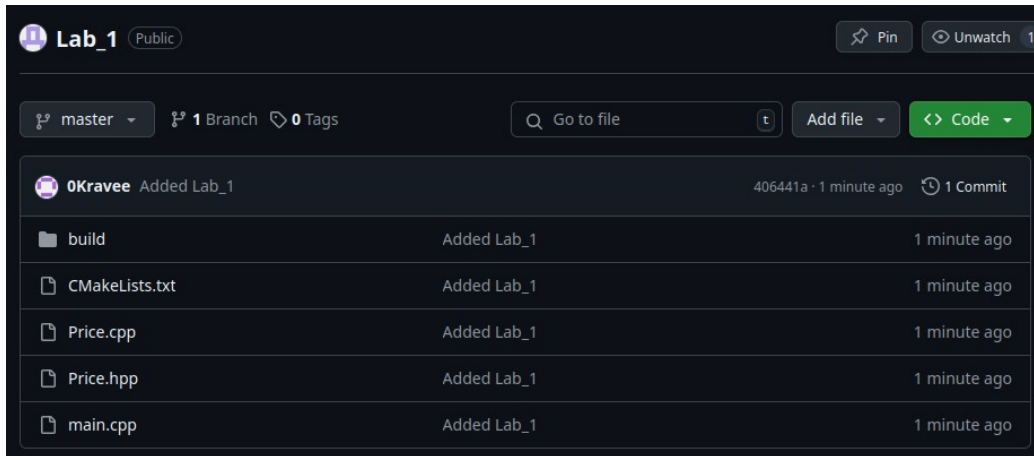 Lab_1 Public Pin Unwatch 1
master 1 Branch 0 Tags Go to file t Add file <> Code
0Kravee Added Lab_1 406441a · 1 minute ago 1 Commit
build Added Lab_1 1 minute ago
CMakeLists.txt Added Lab_1 1 minute ago
Price.cpp Added Lab_1 1 minute ago
Price.hpp Added Lab_1 1 minute ago
main.cpp Added Lab_1 1 minute ago